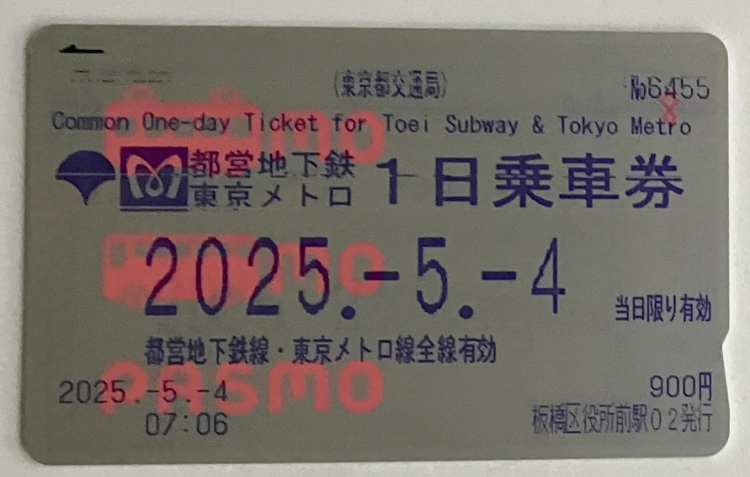 (東京都交通局)
№6455
Common One-day Ticket for Toei Subway & Tokyo Metro
都営地下鉄
東京メトロ
1日乗車券
2025.-5.-4
当日限り有効
都営地下鉄線・東京メトロ線全線有効
2025.-5.-4
900円
07:06
板橋区役所前駅02発行
PASMO